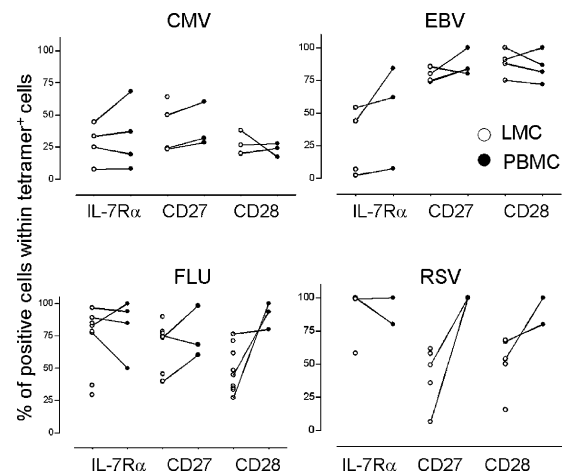 CMV
EBV
100
75
50
25
0
100
75
50
25
0
LMC
PBMC
IL-7Rα CD27 CD28
IL-7Rα CD27 CD28
% of positive cells within tetramer+ cells
FLU
RSV
100
75
50
25
0
100
75
50
25
0
IL-7Rα CD27 CD28
IL-7Rα CD27 CD28